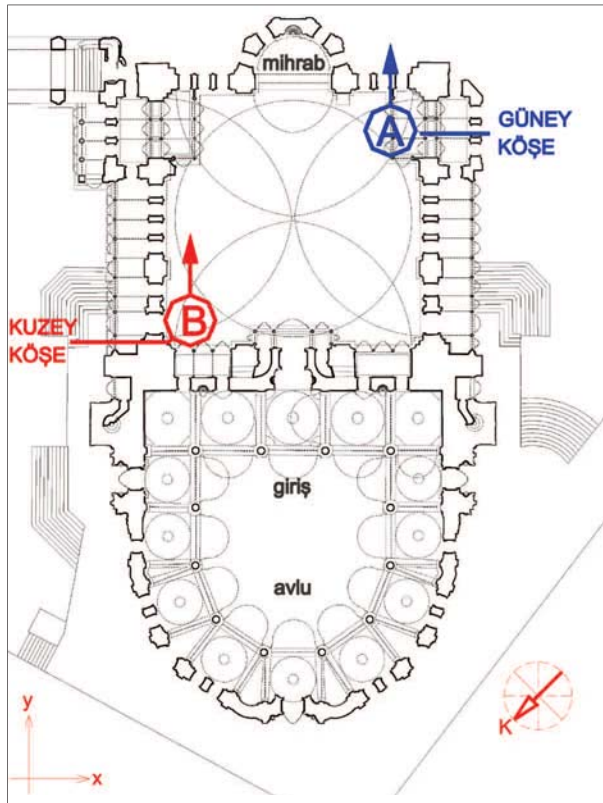 mihrab
A
GÜNEY
KÖŞE
B
KUZEY
KÖŞE
giriş
avlu
y
x
K